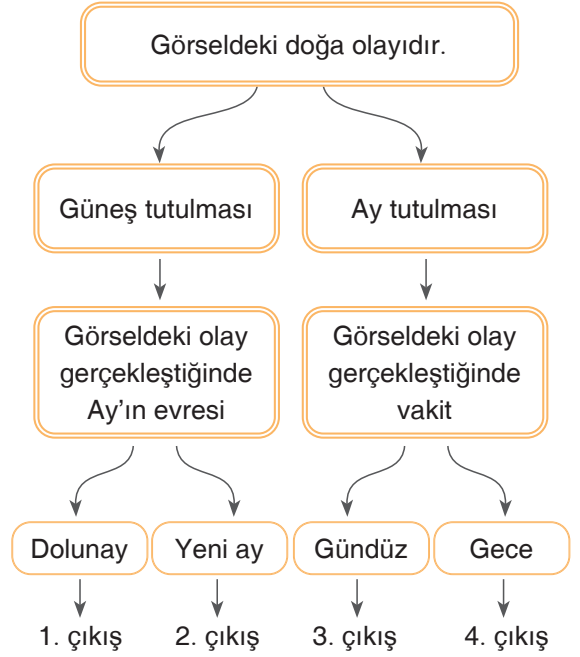 Görseldeki doğa olayıdır.
Güneş tutulması
Ay tutulması
Görseldeki olay
gerçekleştiğinde
Ay’ın evresi
Görseldeki olay
gerçekleştiğinde
vakit
Dolunay
Yeni ay
Gündüz
Gece
1. çıkış
2. çıkış
3. çıkış
4. çıkış